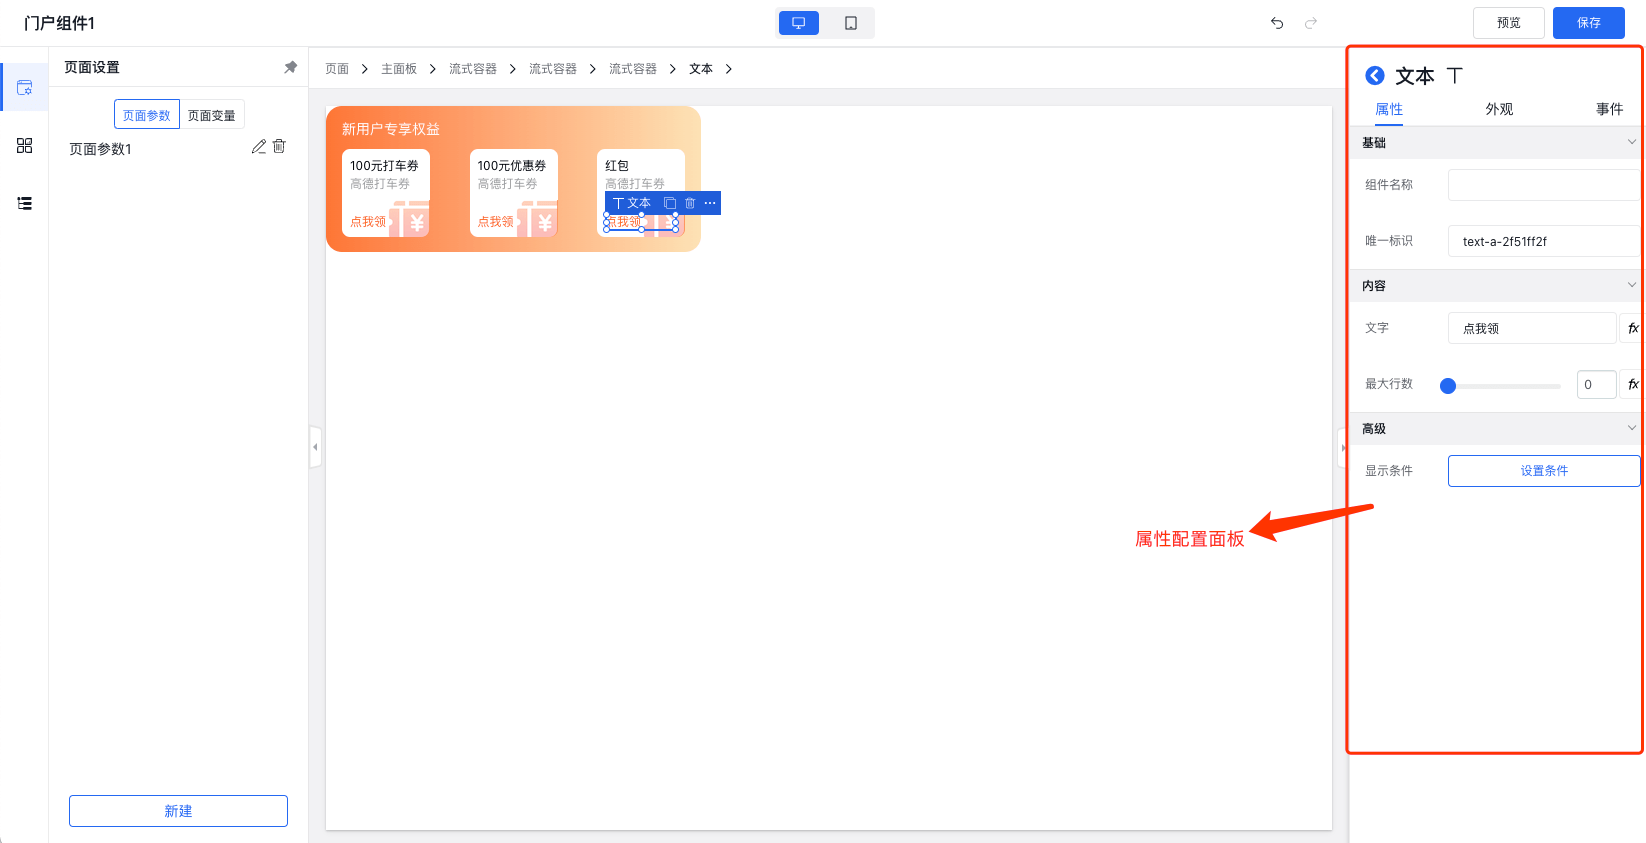 门户组件1
预览
保存
页面设置
页面参数
页面变量
页面参数1
新建
页面 主面板 流式容器 流式容器 流式容器 文本
新用户专享权益
100元打车券
高德打车券
点我领
¥
100元优惠券
高德打车券
点我领
¥
红包
高德打车券
文本
点我领
属性配置面板
文本
属性 外观 事件
基础
组件名称
唯一标识 text-a-2f51ff2f
内容
文字 点我领 fx
最大行数 0 fx
高级
显示条件 设置条件